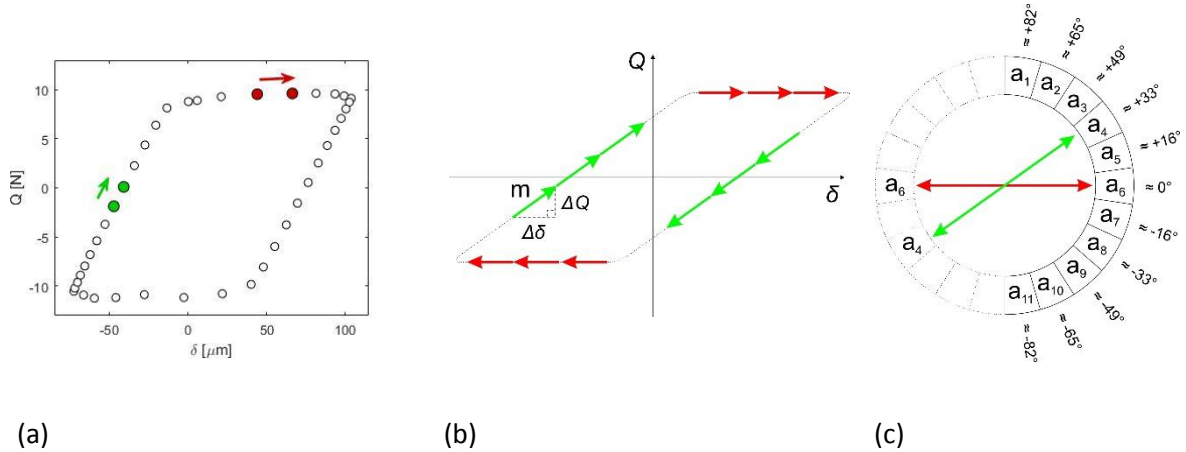 10
5
0
-5
-10
Q [N]
-50
0
50
100
δ [μm]
(a)
Q
δ
m
ΔQ
Δδ
(b)
≈ +82°
≈ +65°
≈ +49°
≈ +33°
≈ +16°
≈ 0°
≈ -16°
≈ -33°
≈ -49°
≈ -65°
≈ -82°
a1
a2
a3
a4
a5
a6
a7
a8
a9
a10
a11
a6
a4
(c)